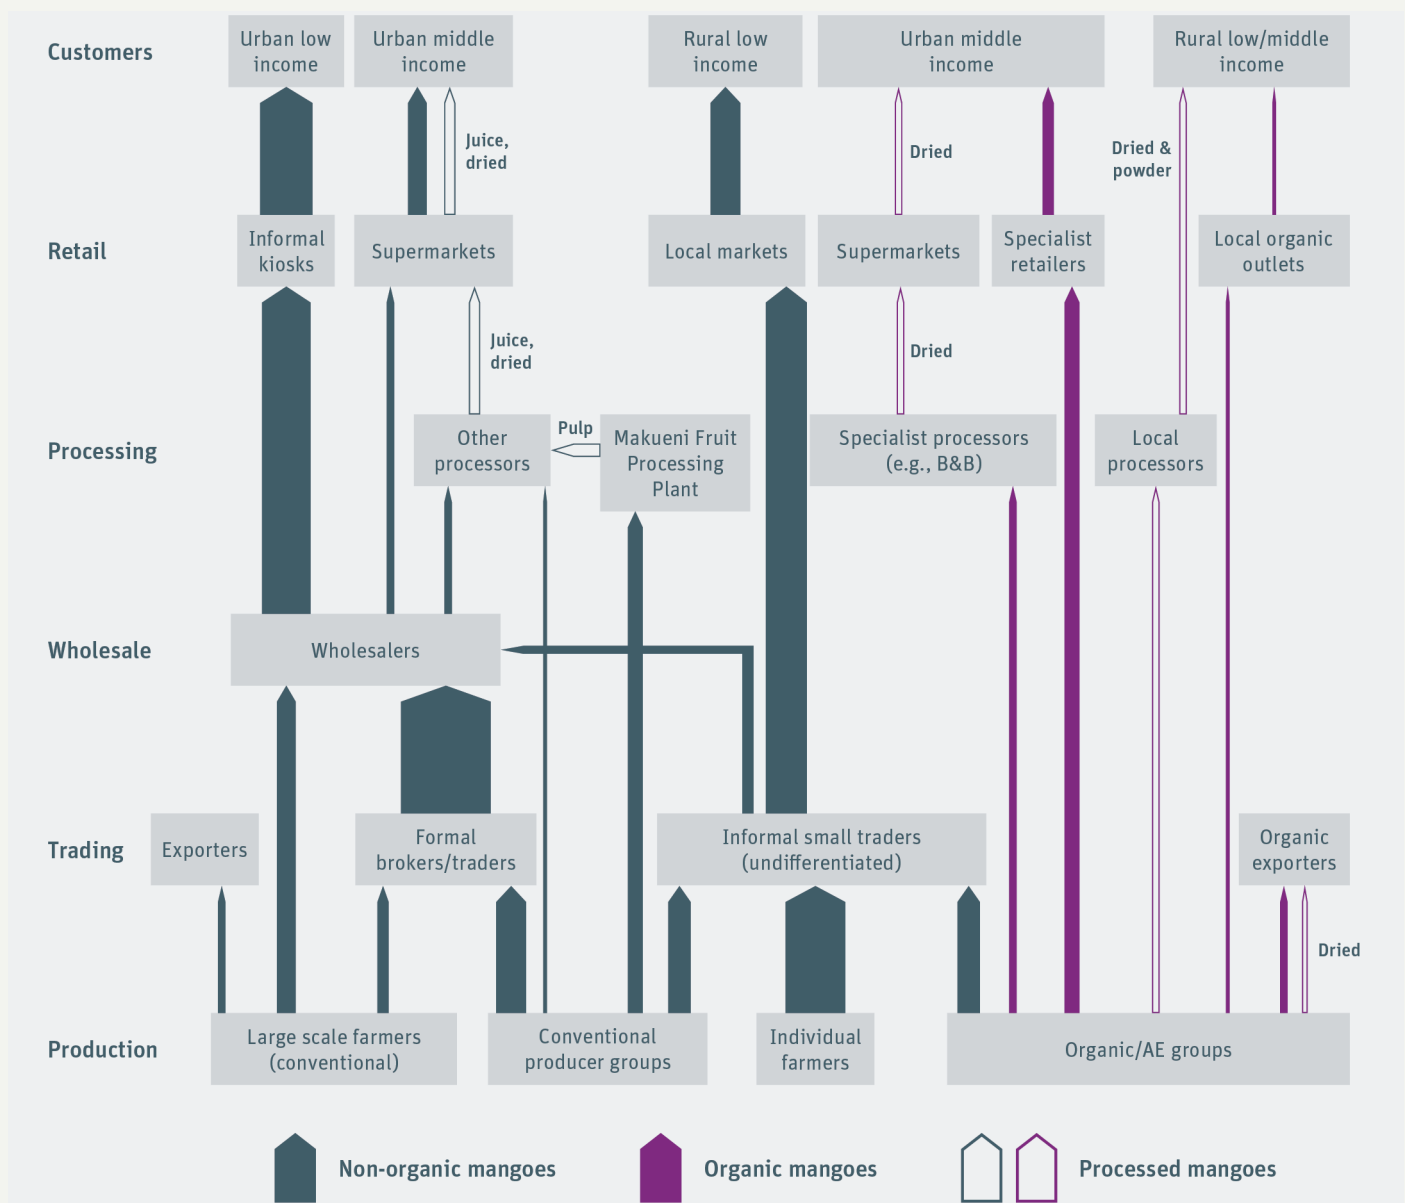 Customers
Urban low
income
Urban middle
income
Rural low
income
Urban middle
income
Rural low/middle
income
Juice,
dried
Dried
Dried &
powder
Retail
Informal
kiosks
Supermarkets
Local markets
Supermarkets
Specialist
retailers
Local organic
outlets
Juice,
dried
Dried
Processing
Other
processors
Pulp
Makueni Fruit
Processing
Plant
Specialist processors
(e.g., B&B)
Local
processors
Wholesale
Wholesalers
Trading
Exporters
Formal
brokers/traders
Informal small traders
(undifferentiated)
Organic
exporters
Dried
Production
Large scale farmers
(conventional)
Conventional
producer groups
Individual
farmers
Organic/AE groups
Non-organic mangoes
Organic mangoes
Processed mangoes